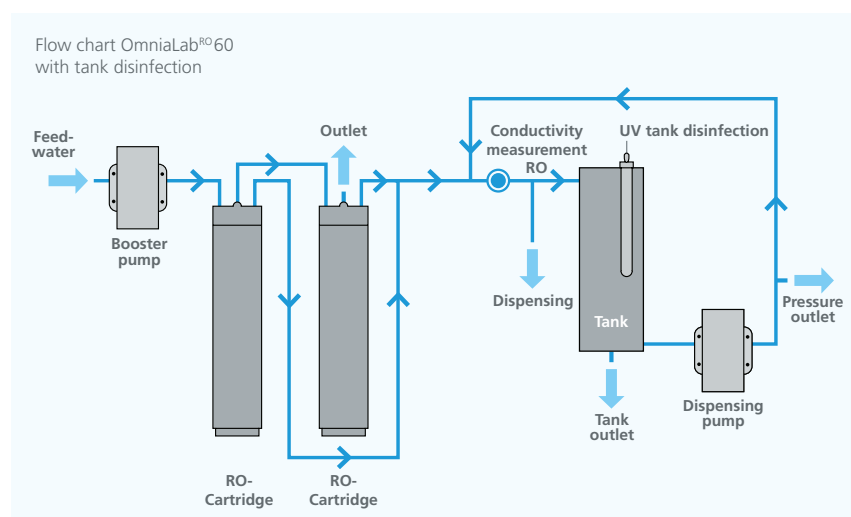 Flow chart OmniaLabRO60
with tank disinfection
Feed-
water
Booster
pump
Outlet
Conductivity
measurement
RO
UV tank disinfection
Dispensing
Tank
Tank
outlet
Dispensing
pump
Pressure
outlet
RO-
Cartridge
RO-
Cartridge